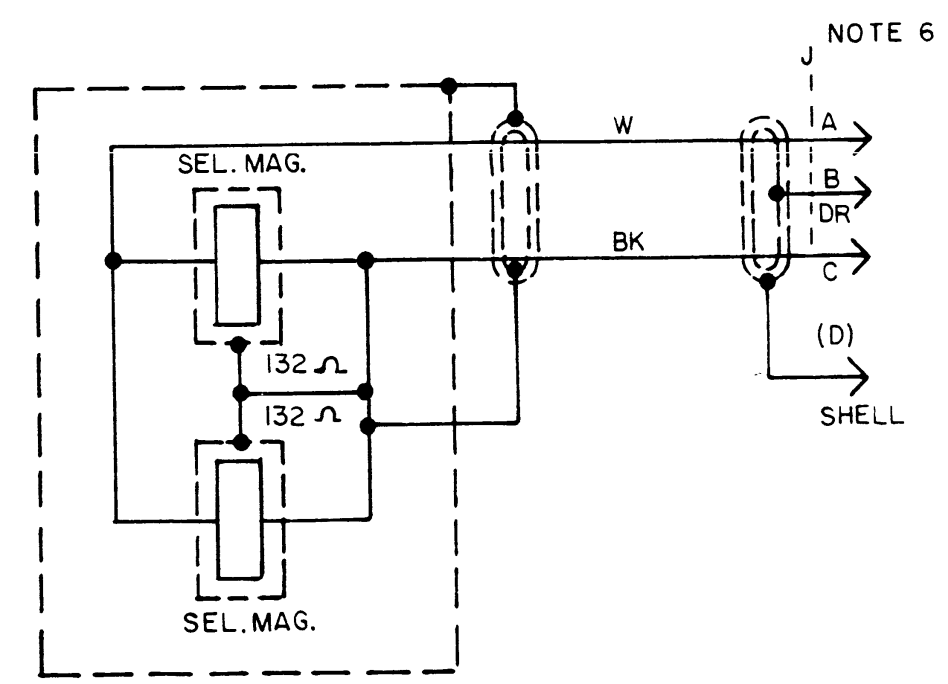 NOTE 6
J
W
A
SEL. MAG.
B
DR
BK
C
132 Ω
(D)
132 Ω
SHELL
SEL. MAG.